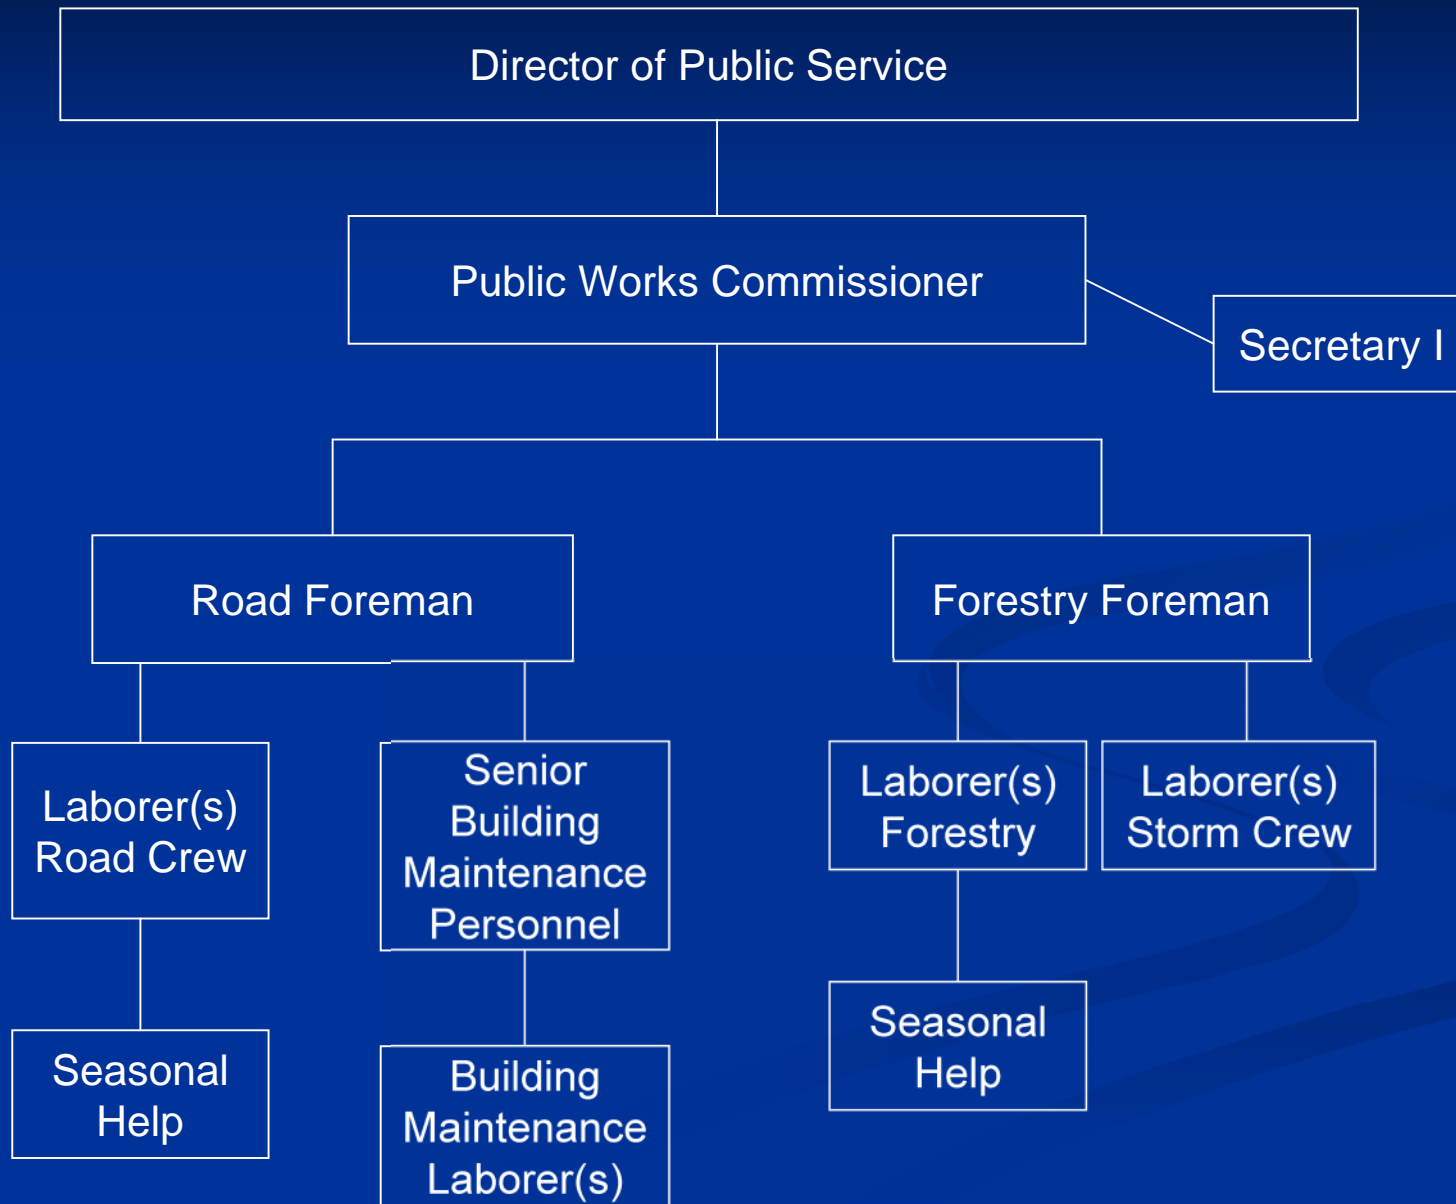 Director of Public Service
Public Works Commissioner
Secretary I
Road Foreman
Forestry Foreman
Laborer(s)
Road Crew
Senior
Building
Maintenance
Personnel
Laborer(s)
Forestry
Laborer(s)
Storm Crew
Seasonal
Help
Building
Maintenance
Laborer(s)
Seasonal
Help